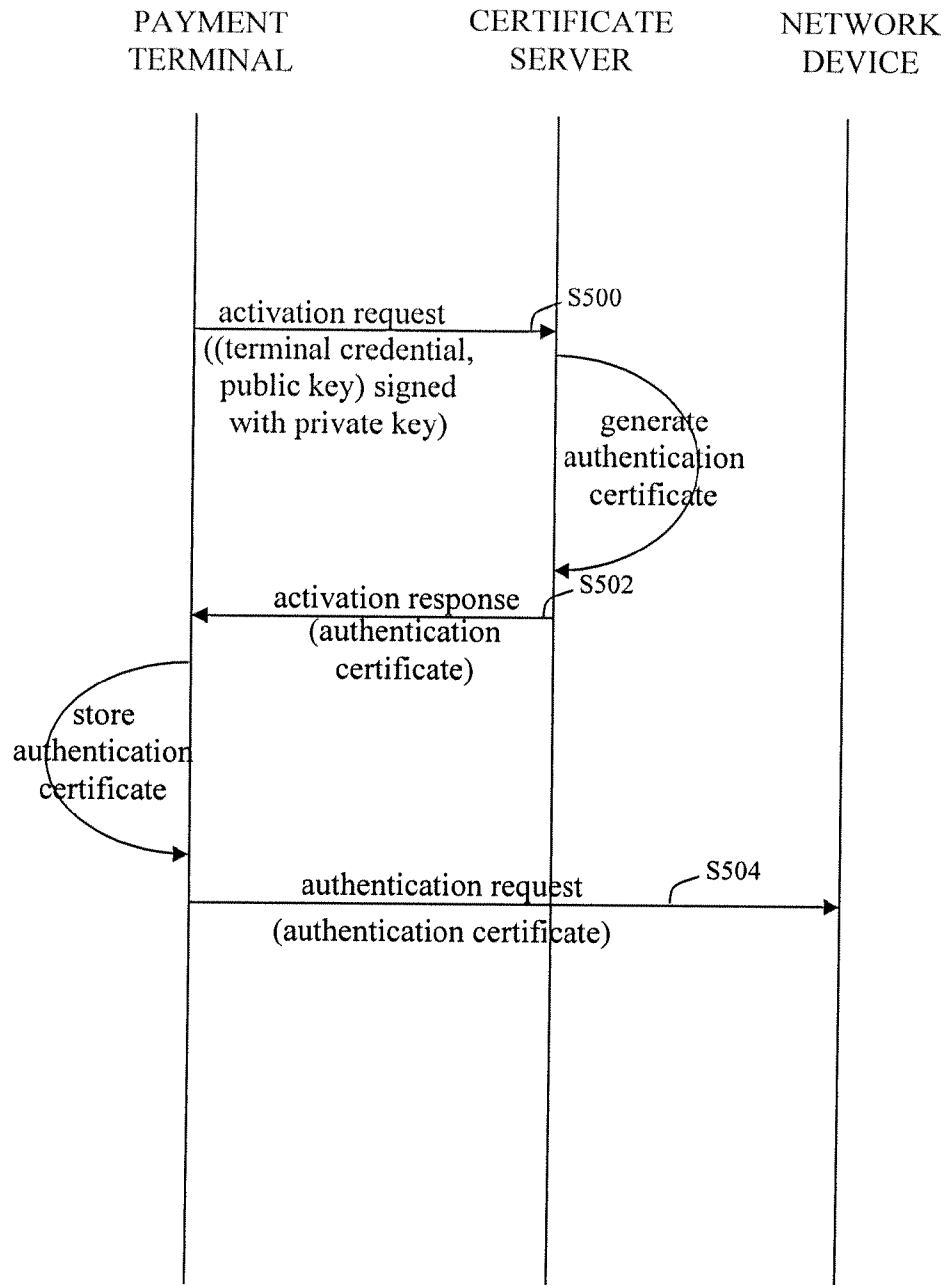 PAYMENT
TERMINAL
CERTIFICATE
SERVER
NETWORK
DEVICE
S500
activation request
((terminal credential,
public key) signed
with private key)
generate
authentication
certificate
S502
activation response
(authentication
certificate)
store
authentication
certificate
S504
authentication request
(authentication certificate)